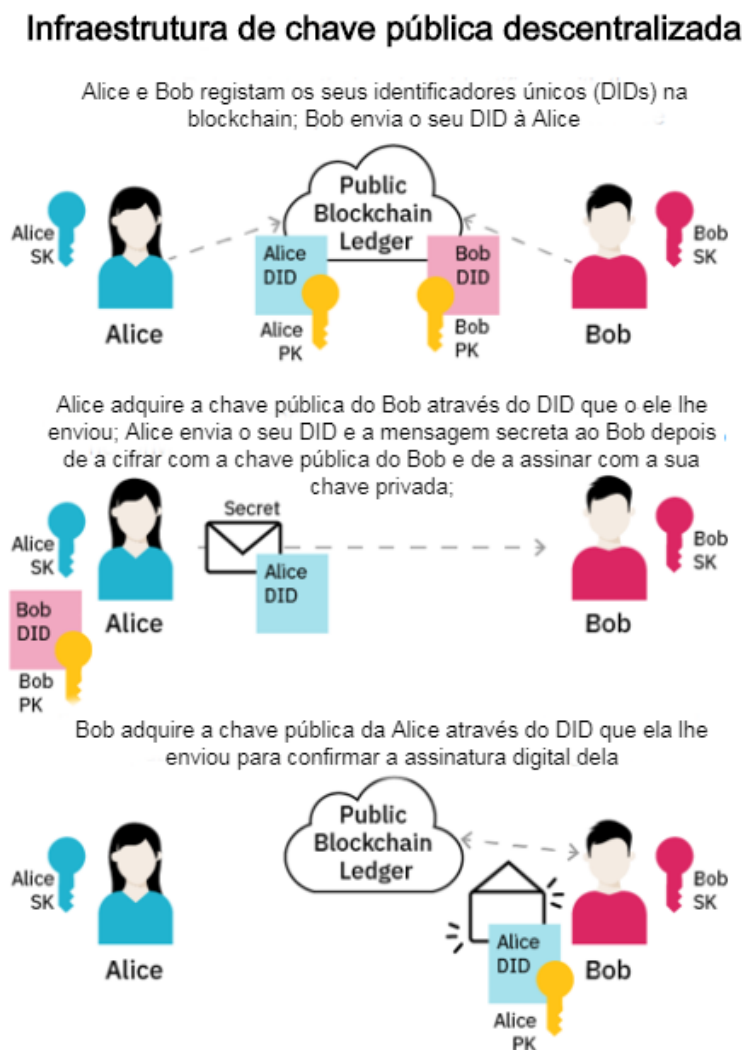 Infraestrutura de chave pública descentralizada
Alice e Bob registam os seus identificadores únicos (DIDs) na
blockchain; Bob envia o seu DID à Alice
Public
Blockchain
Ledger
Alice
SK
Alice
DID
Alice
PK
Bob
DID
Bob
PK
Bob
SK
Alice
Bob
Alice adquire a chave pública do Bob através do DID que o ele lhe
enviou; Alice envia o seu DID e a mensagem secreta ao Bob depois
de a cifrar com a chave pública do Bob e de a assinar com a sua
chave privada;
Secret
Alice
SK
Alice
DID
Bob
SK
Bob
DID
Bob
PK
Alice
Bob
Bob adquire a chave pública da Alice através do DID que ela lhe
enviou para confirmar a assinatura digital dela
Public
Blockchain
Ledger
Alice
SK
Bob
SK
Alice
DID
Alice
PK
Alice
Bob